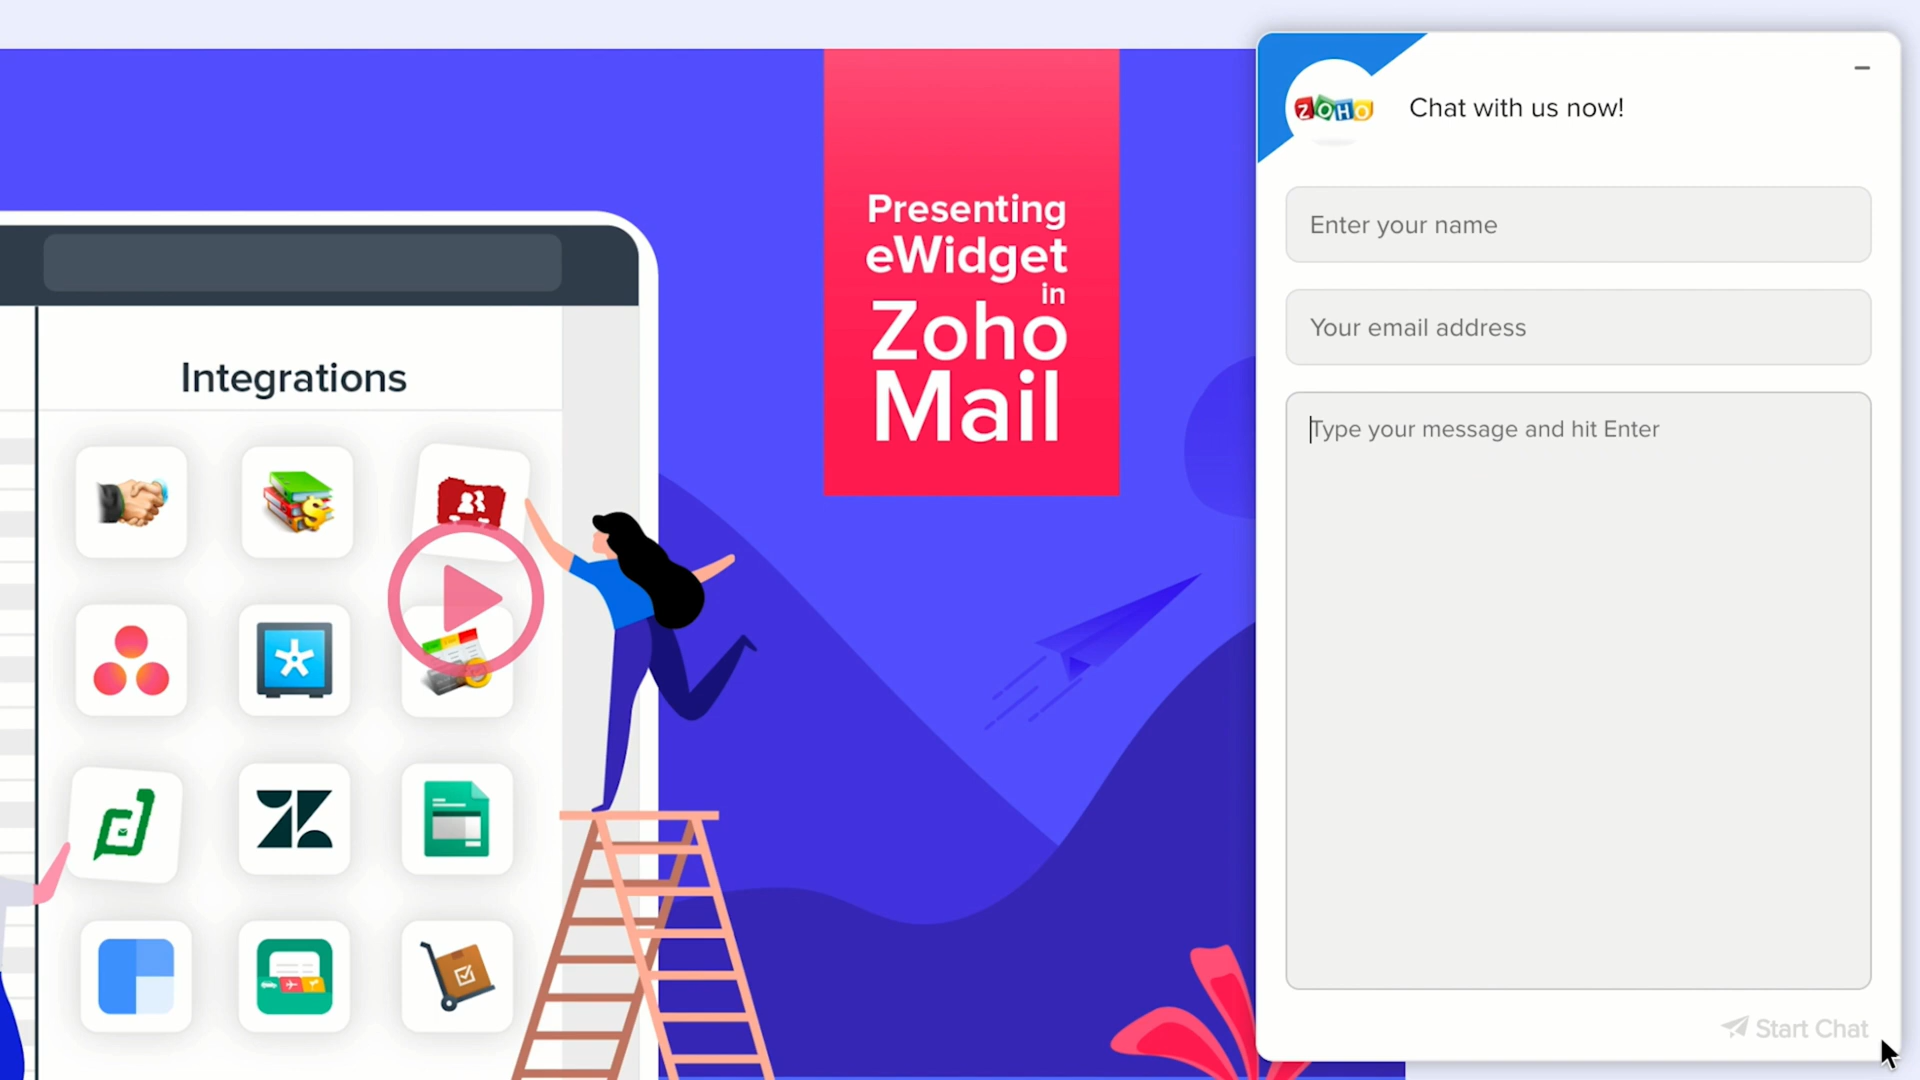 Presenting
eWidget
in
Zoho
Mail
Integrations
ZOHO
Chat with us now!
Enter your name
Your email address
Type your message and hit Enter
Start Chat